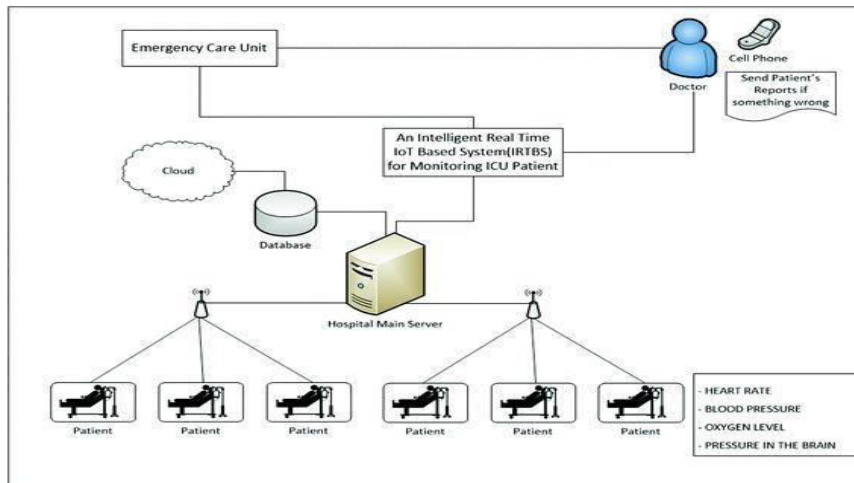 Emergency Care Unit
Cell Phone
Doctor
Send Patient's
Reports if
something wrong
An Intelligent Real Time
IoT Based System(IRTBS)
for Monitoring ICU Patient
Cloud
Database
Hospital Main Server
Patient
Patient
Patient
Patient
Patient
Patient
- HEART RATE
- BLOOD PRESSURE
- OXYGEN LEVEL
- PRESSURE IN THE BRAIN